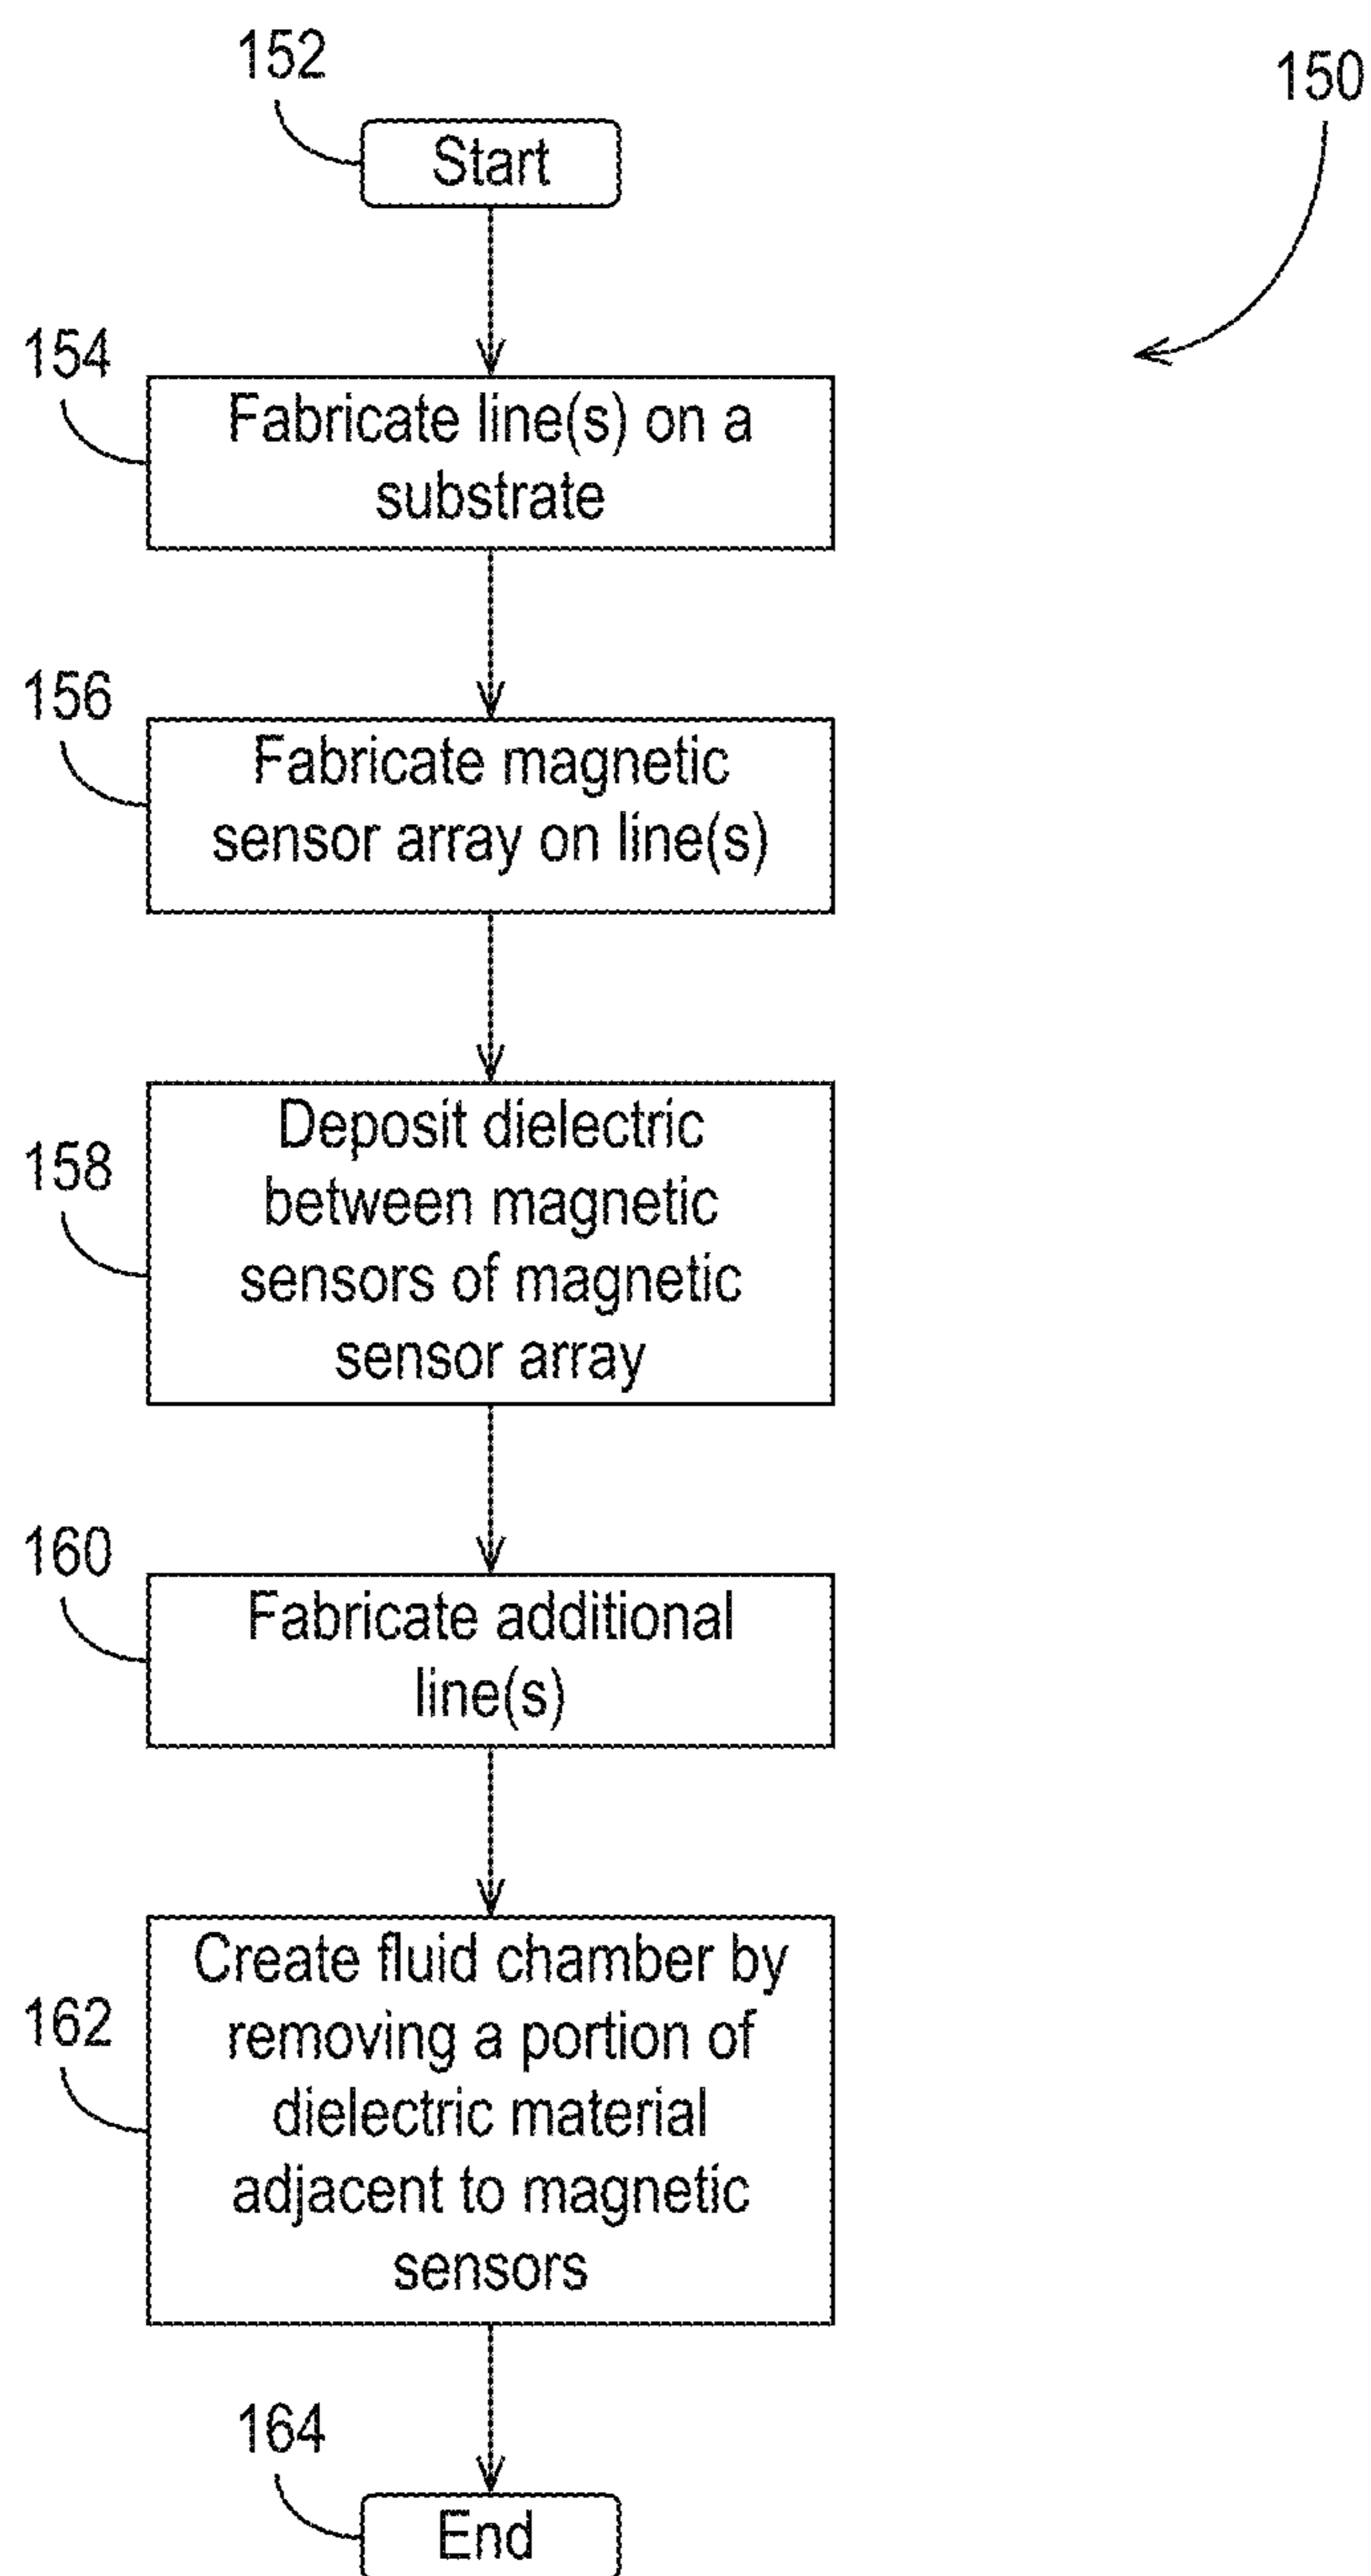 152
150
Start
154
Fabricate line(s) on a
substrate
156
Fabricate magnetic
sensor array on line(s)
158
Deposit dielectric
between magnetic
sensors of magnetic
sensor array
160
Fabricate additional
line(s)
162
Create fluid chamber by
removing a portion of
dielectric material
adjacent to magnetic
sensors
164
End